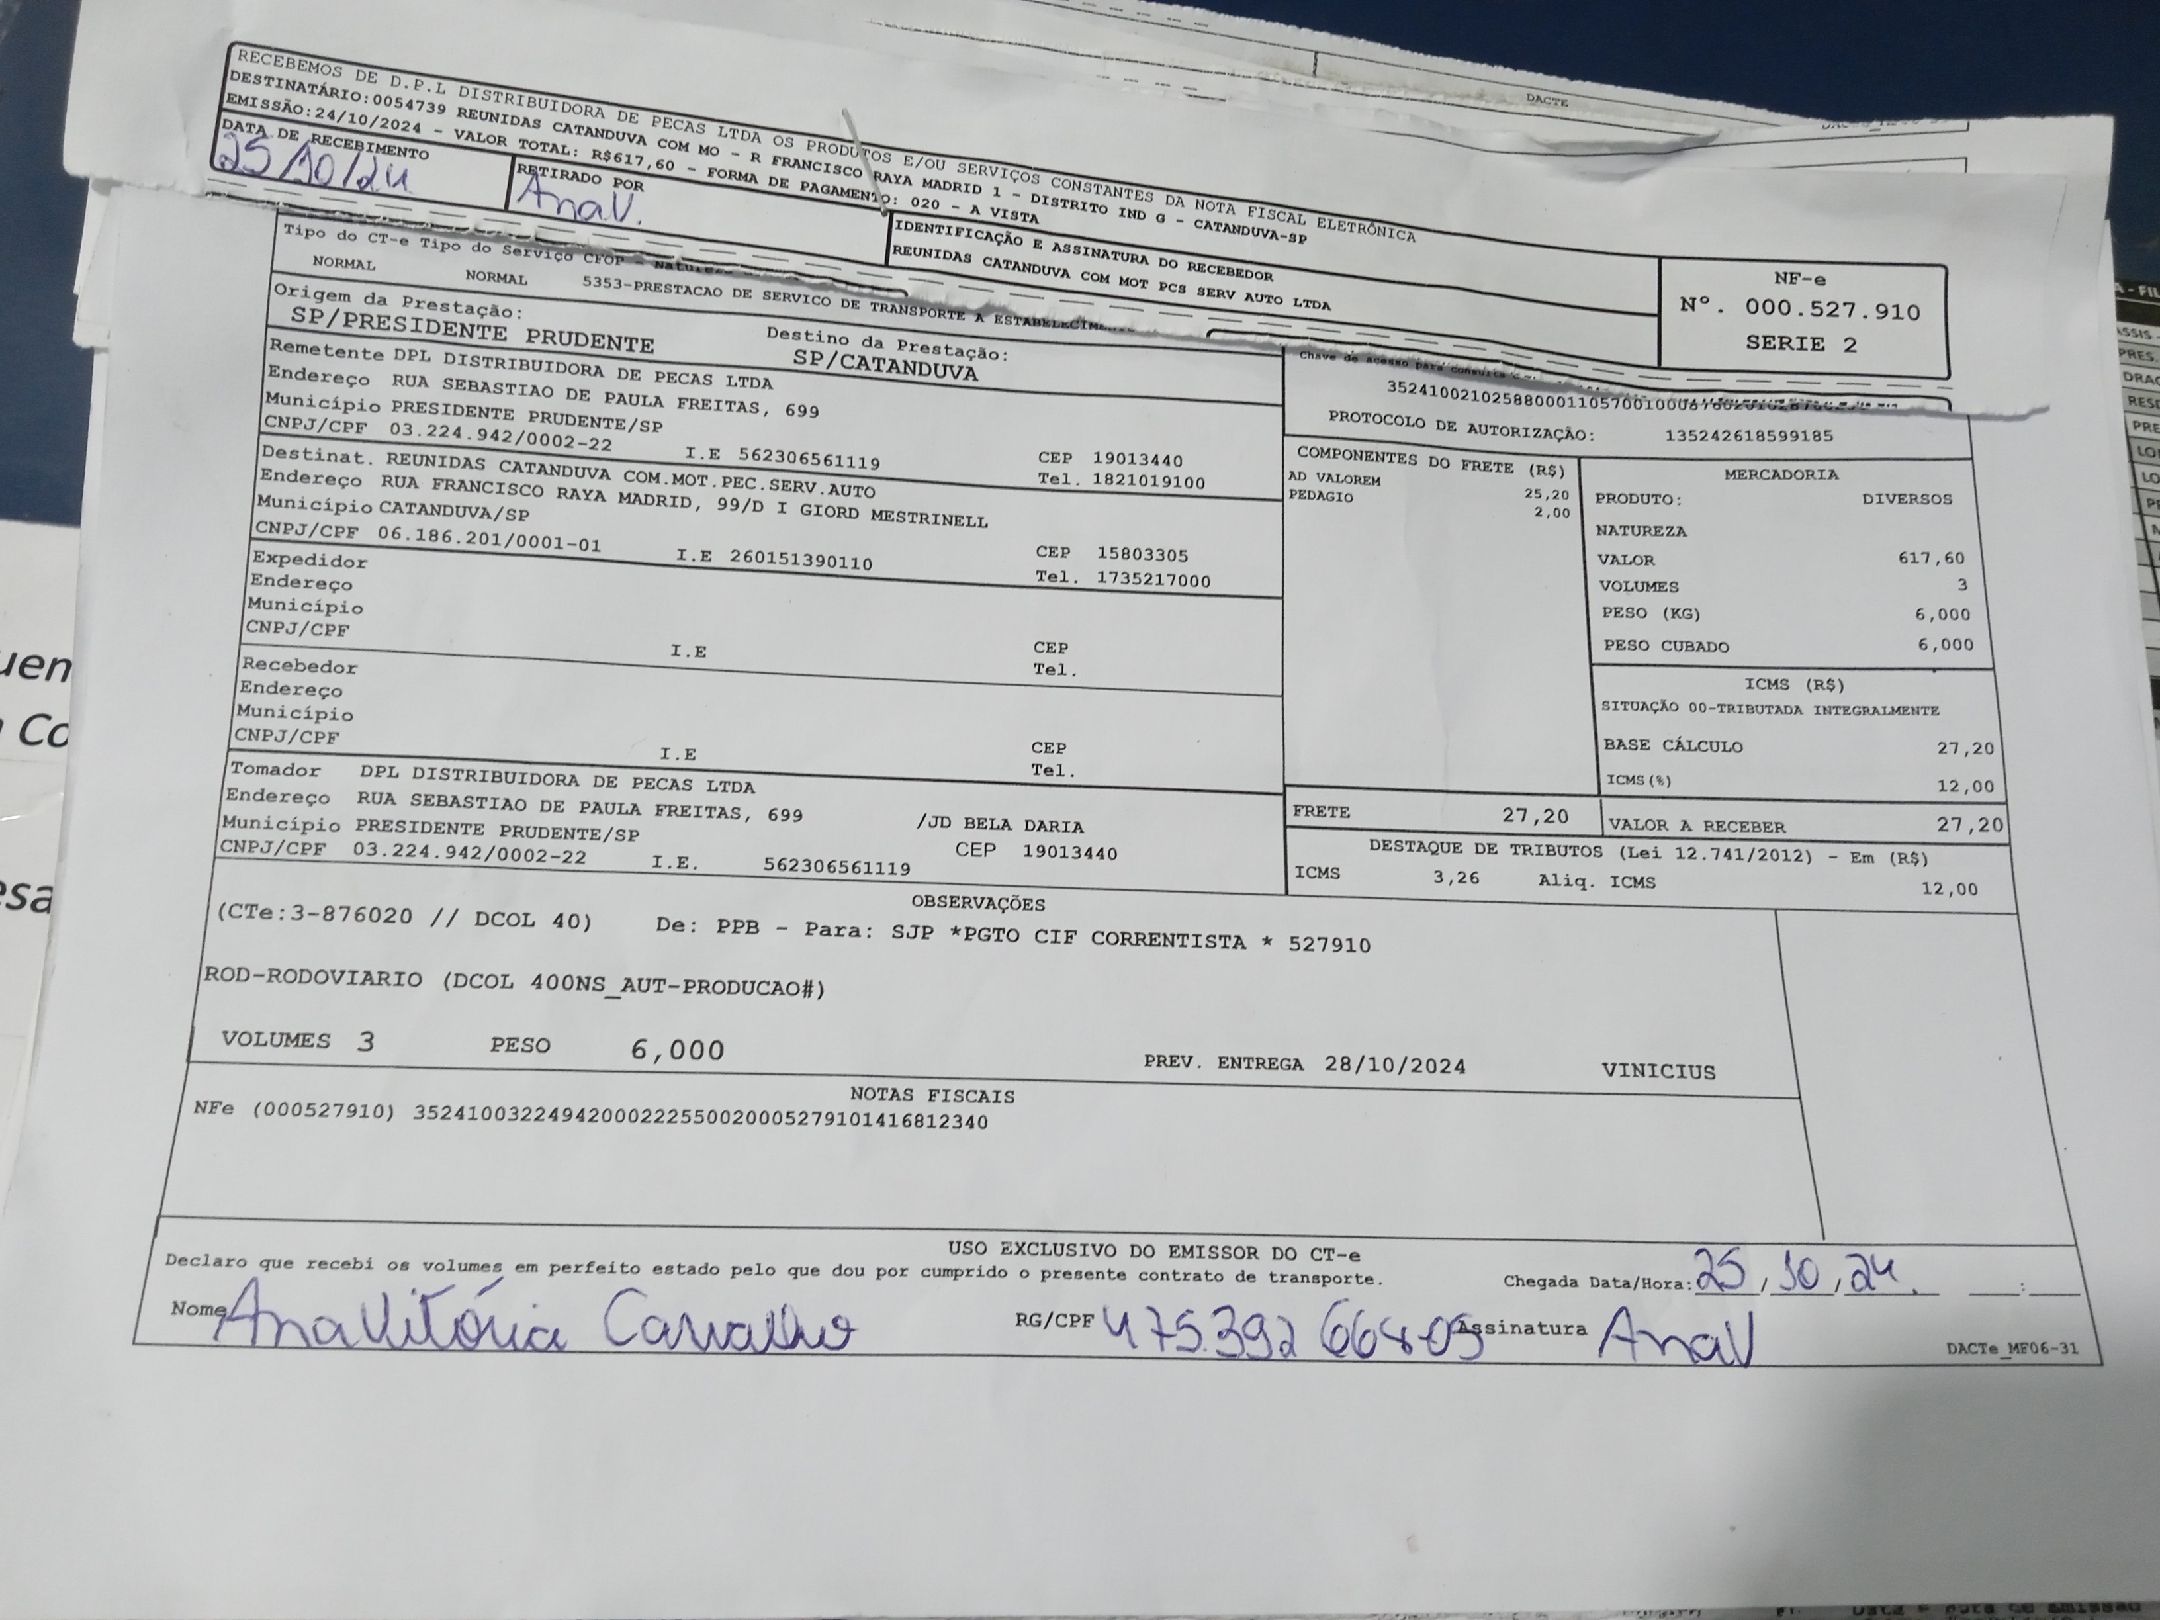 RECEBEMOS DE D.P.L DISTRIBUIDORA DE PECAS LTDA OS PRODUTOS E/OU SERVIÇOS CONSTANTES DA NOTA FISCAL ELETRÔNICA
DESTINATÁRIO:0054739 REUNIDAS CATANDUVA COM MO - R FRANCISCO RAYA MADRID 1 - DISTRITO IND G - CATANDUVA-SP
EMISSÃO:24/10/2024 - VALOR TOTAL: R$617,60 - FORMA DE PAGAMENTO: 020 - A VISTA
DATA DE RECEBIMENTO
25/10/24
RETIRADO POR
AnaV.
IDENTIFICAÇÃO E ASSINATURA DO RECEBEDOR
REUNIDAS CATANDUVA COM MOT PCS SERV AUTO LTDA
NF-e
Nº. 000.527.910
SERIE 2
DACTE
Tipo do CT-e Tipo do Serviço CFOP - Natureza
NORMAL NORMAL 5353-PRESTACAO DE SERVICO DE TRANSPORTE A
Origem da Prestação: Destino da Prestação:
SP/PRESIDENTE PRUDENTE SP/CATANDUVA
Remetente DPL DISTRIBUIDORA DE PECAS LTDA
Endereço RUA SEBASTIAO DE PAULA FREITAS, 699
Município PRESIDENTE PRUDENTE/SP CEP 19013440
CNPJ/CPF 03.224.942/0002-22 I.E 562306561119 Tel. 1821019100
Destinat. REUNIDAS CATANDUVA COM.MOT.PEC.SERV.AUTO
Endereço RUA FRANCISCO RAYA MADRID, 99/D I GIORD MESTRINELL
Município CATANDUVA/SP CEP 15803305
CNPJ/CPF 06.186.201/0001-01 I.E 260151390110 Tel. 1735217000
Expedidor
Endereço
Município CEP
CNPJ/CPF I.E Tel.
Recebedor
Endereço
Município CEP
CNPJ/CPF I.E Tel.
Tomador DPL DISTRIBUIDORA DE PECAS LTDA
Endereço RUA SEBASTIAO DE PAULA FREITAS, 699 /JD BELA DARIA
Município PRESIDENTE PRUDENTE/SP CEP 19013440
CNPJ/CPF 03.224.942/0002-22 I.E. 562306561119
Chave de acesso para consulta
PROTOCOLO DE AUTORIZAÇÃO: 135242618599185
COMPONENTES DO FRETE (R$)
AD VALOREM 25,20
PEDAGIO 2,00
MERCADORIA
PRODUTO: DIVERSOS
NATUREZA
VALOR 617,60
VOLUMES 3
PESO (KG) 6,000
PESO CUBADO 6,000
ICMS (R$)
SITUAÇÃO 00-TRIBUTADA INTEGRALMENTE
BASE CÁLCULO 27,20
ICMS(%) 12,00
FRETE 27,20 VALOR A RECEBER 27,20
DESTAQUE DE TRIBUTOS (Lei 12.741/2012) - Em (R$)
ICMS 3,26 Aliq. ICMS 12,00
OBSERVAÇÕES
(CTe:3-876020 // DCOL 40) De: PPB - Para: SJP *PGTO CIF CORRENTISTA * 527910
ROD-RODOVIARIO (DCOL 400NS_AUT-PRODUCAO#)
VOLUMES 3 PESO 6,000 PREV. ENTREGA 28/10/2024 VINICIUS
NOTAS FISCAIS
NFe (000527910) 35241003224942000222550020005279101416812340
USO EXCLUSIVO DO EMISSOR DO CT-e
Declaro que recebi os volumes em perfeito estado pelo que dou por cumprido o presente contrato de transporte. Chegada Data/Hora: 25/10/24. :
Nome Ana Vitória Carvalho RG/CPF 475.392 668-05 Assinatura AnaV
DACTe_MF06-31